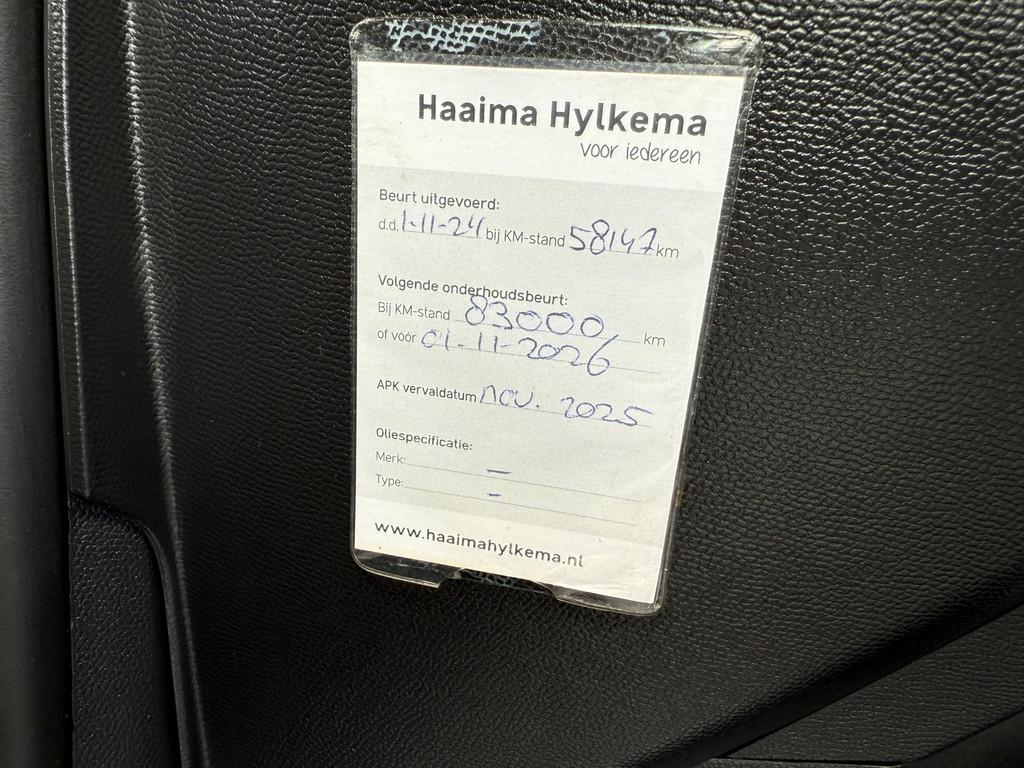 Haaima Hylkema
voor iedereen
Beurt uitgevoerd:
d.d. 1-11-24 bij KM-stand 58147 km
Volgende onderhoudsbeurt:
Bij KM-stand 83000, km
of vóór 01-11-2026
APK vervaldatum nov. 2025
Oliespecificatie:
Merk: -
Type: -
www.haaimahylkema.nl